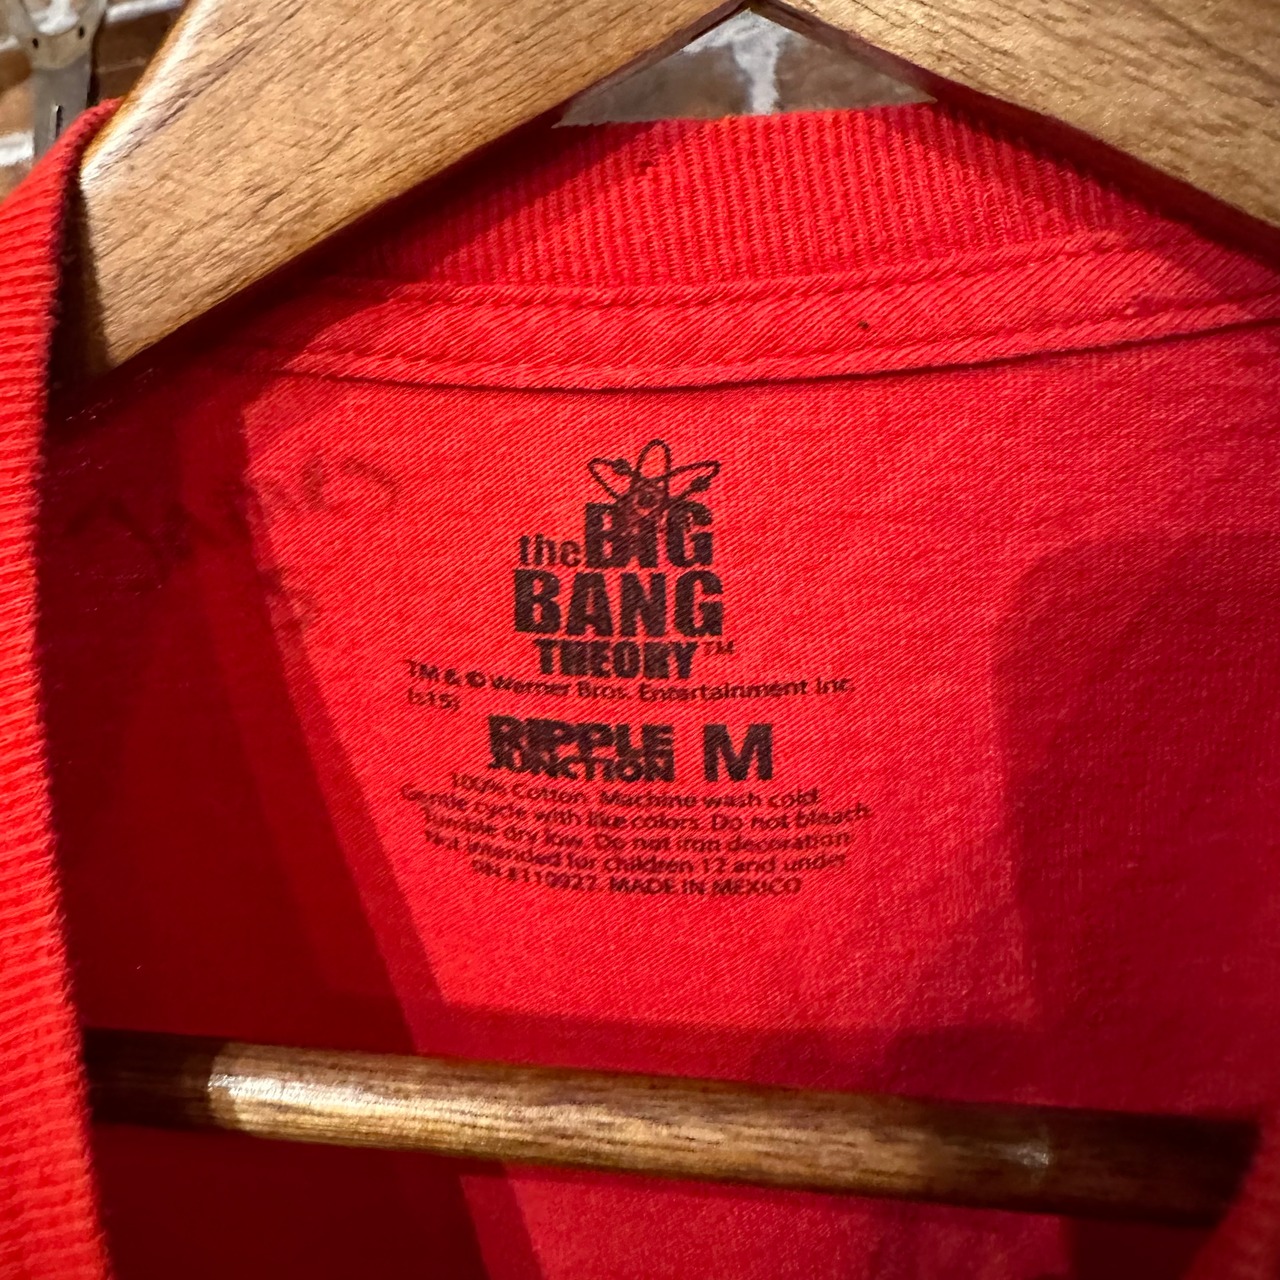 the BIG
BANG
THEORY™
TM & © Warner Bros. Entertainment Inc.
(s15)
RIPPLE
JUNCTION M
100% Cotton. Machine wash cold
Gentle cycle with like colors. Do not bleach.
Tumble dry low. Do not iron decoration
Not intended for children 12 and under
RN #110927. MADE IN MEXICO